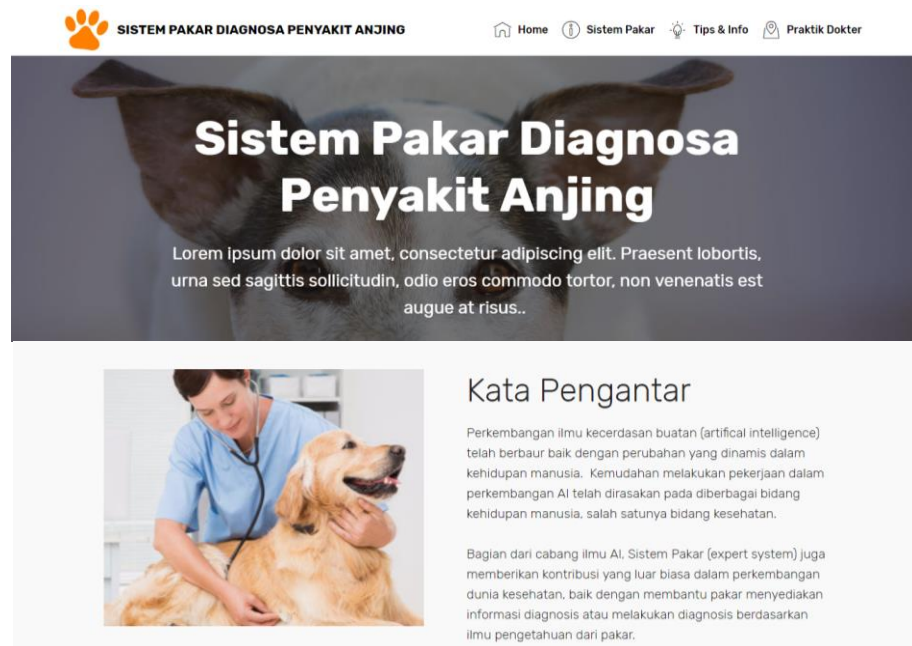 SISTEM PAKAR DIAGNOSA PENYAKIT ANJING
Home
Sistem Pakar
Tips & Info
Praktik Dokter
Sistem Pakar Diagnosa
Penyakit Anjing
Lorem ipsum dolor sit amet, consectetur adipiscing elit. Praesent lobortis,
urna sed sagittis sollicitudin, odio eros commodo tortor, non venenatis est
augue at risus..
Kata Pengantar
Perkembangan ilmu kecerdasan buatan (artifical intelligence)
telah berbaur baik dengan perubahan yang dinamis dalam
kehidupan manusia. Kemudahan melakukan pekerjaan dalam
perkembangan AI telah dirasakan pada diberbagai bidang
kehidupan manusia, salah satunya bidang kesehatan.
Bagian dari cabang ilmu AI, Sistem Pakar (expert system) juga
memberikan kontribusi yang luar biasa dalam perkembangan
dunia kesehatan, baik dengan membantu pakar menyediakan
informasi diagnosis atau melakukan diagnosis berdasarkan
ilmu pengetahuan dari pakar.